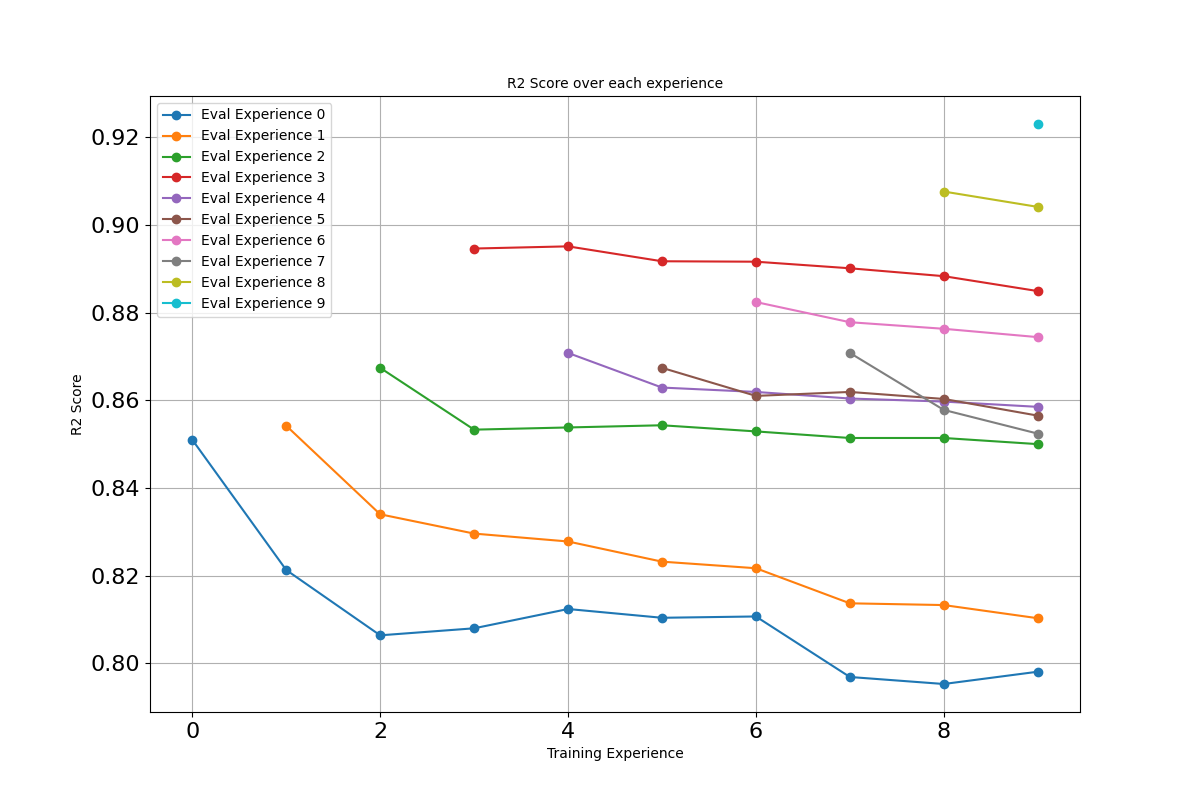 R2 Score over each experience
Eval Experience 0
Eval Experience 1
Eval Experience 2
Eval Experience 3
Eval Experience 4
Eval Experience 5
Eval Experience 6
Eval Experience 7
Eval Experience 8
Eval Experience 9
0.92
0.90
0.88
0.86
0.84
0.82
0.80
R2 Score
0 2 4 6 8
Training Experience